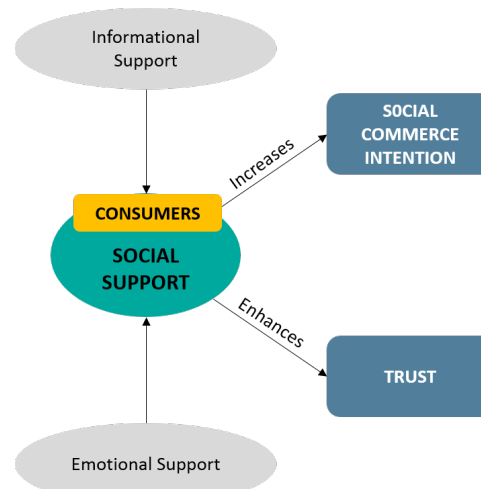 Informational
Support
S0CIAL
COMMERCE
INTENTION
Increases
CONSUMERS
SOCIAL
SUPPORT
Enhances
TRUST
Emotional Support